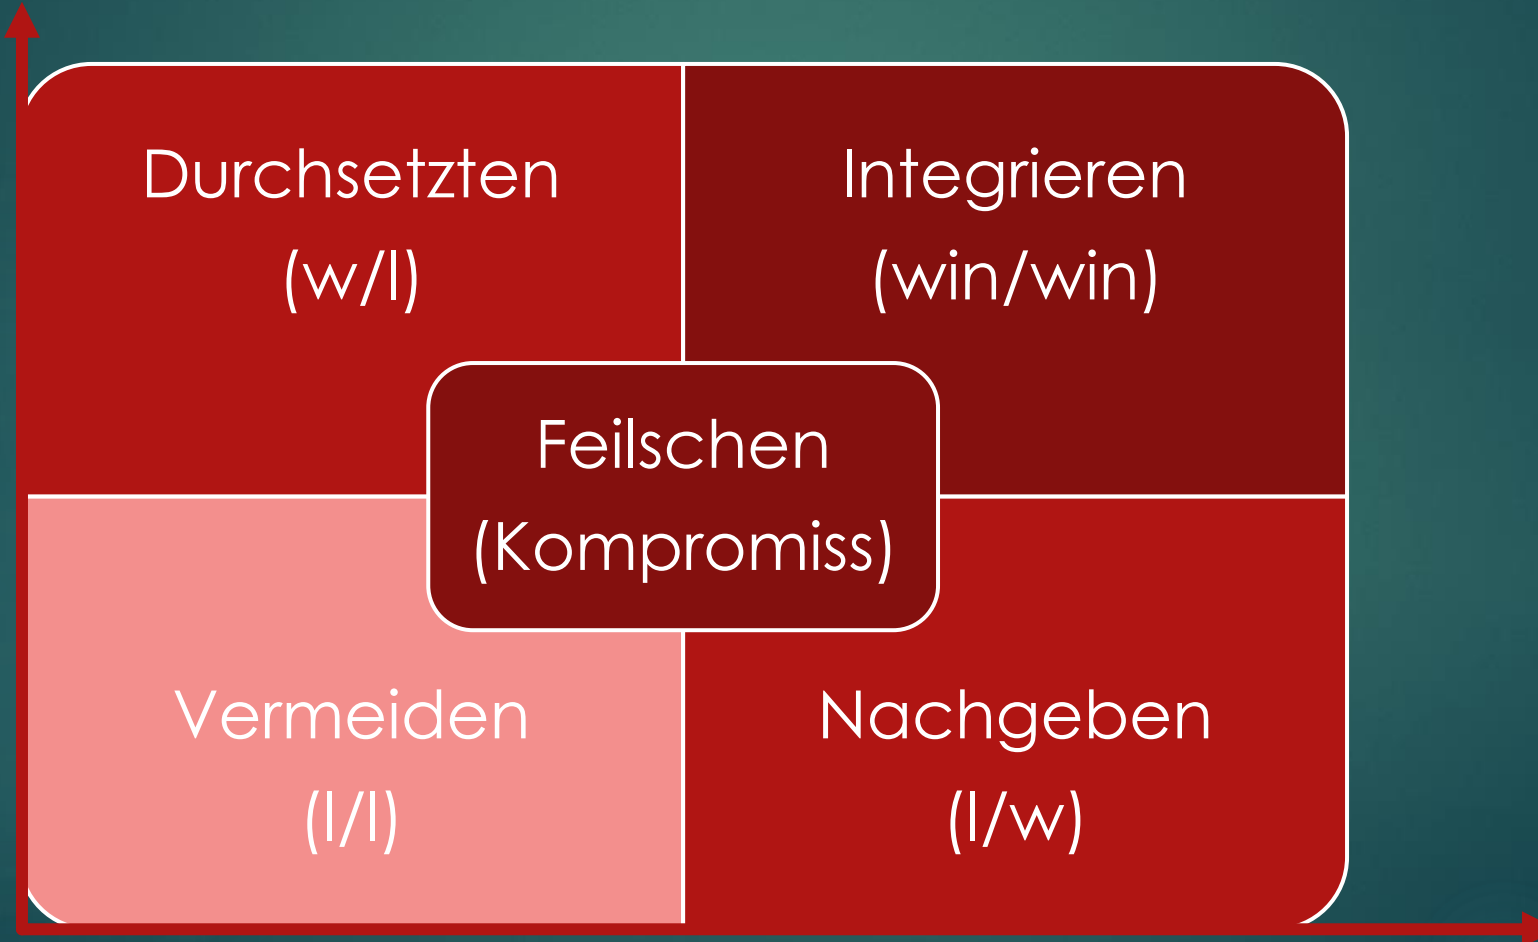 Durchsetzten
(w/l)
Integrieren
(win/win)
Feilschen
(Kompromiss)
Vermeiden
(l/l)
Nachgeben
(l/w)